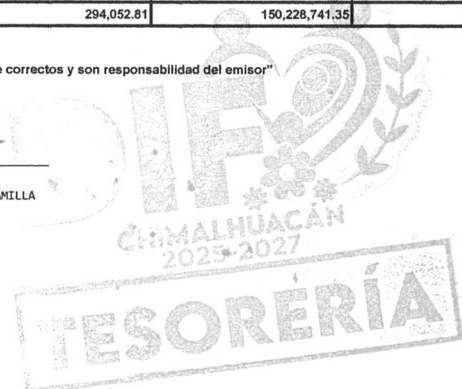 294,052.81 150,228,741.35
e correctos y son responsabilidad del emisor"
AMILLA
DIF
CHIMALHUACÁN
2025-2027
TESORERÍA